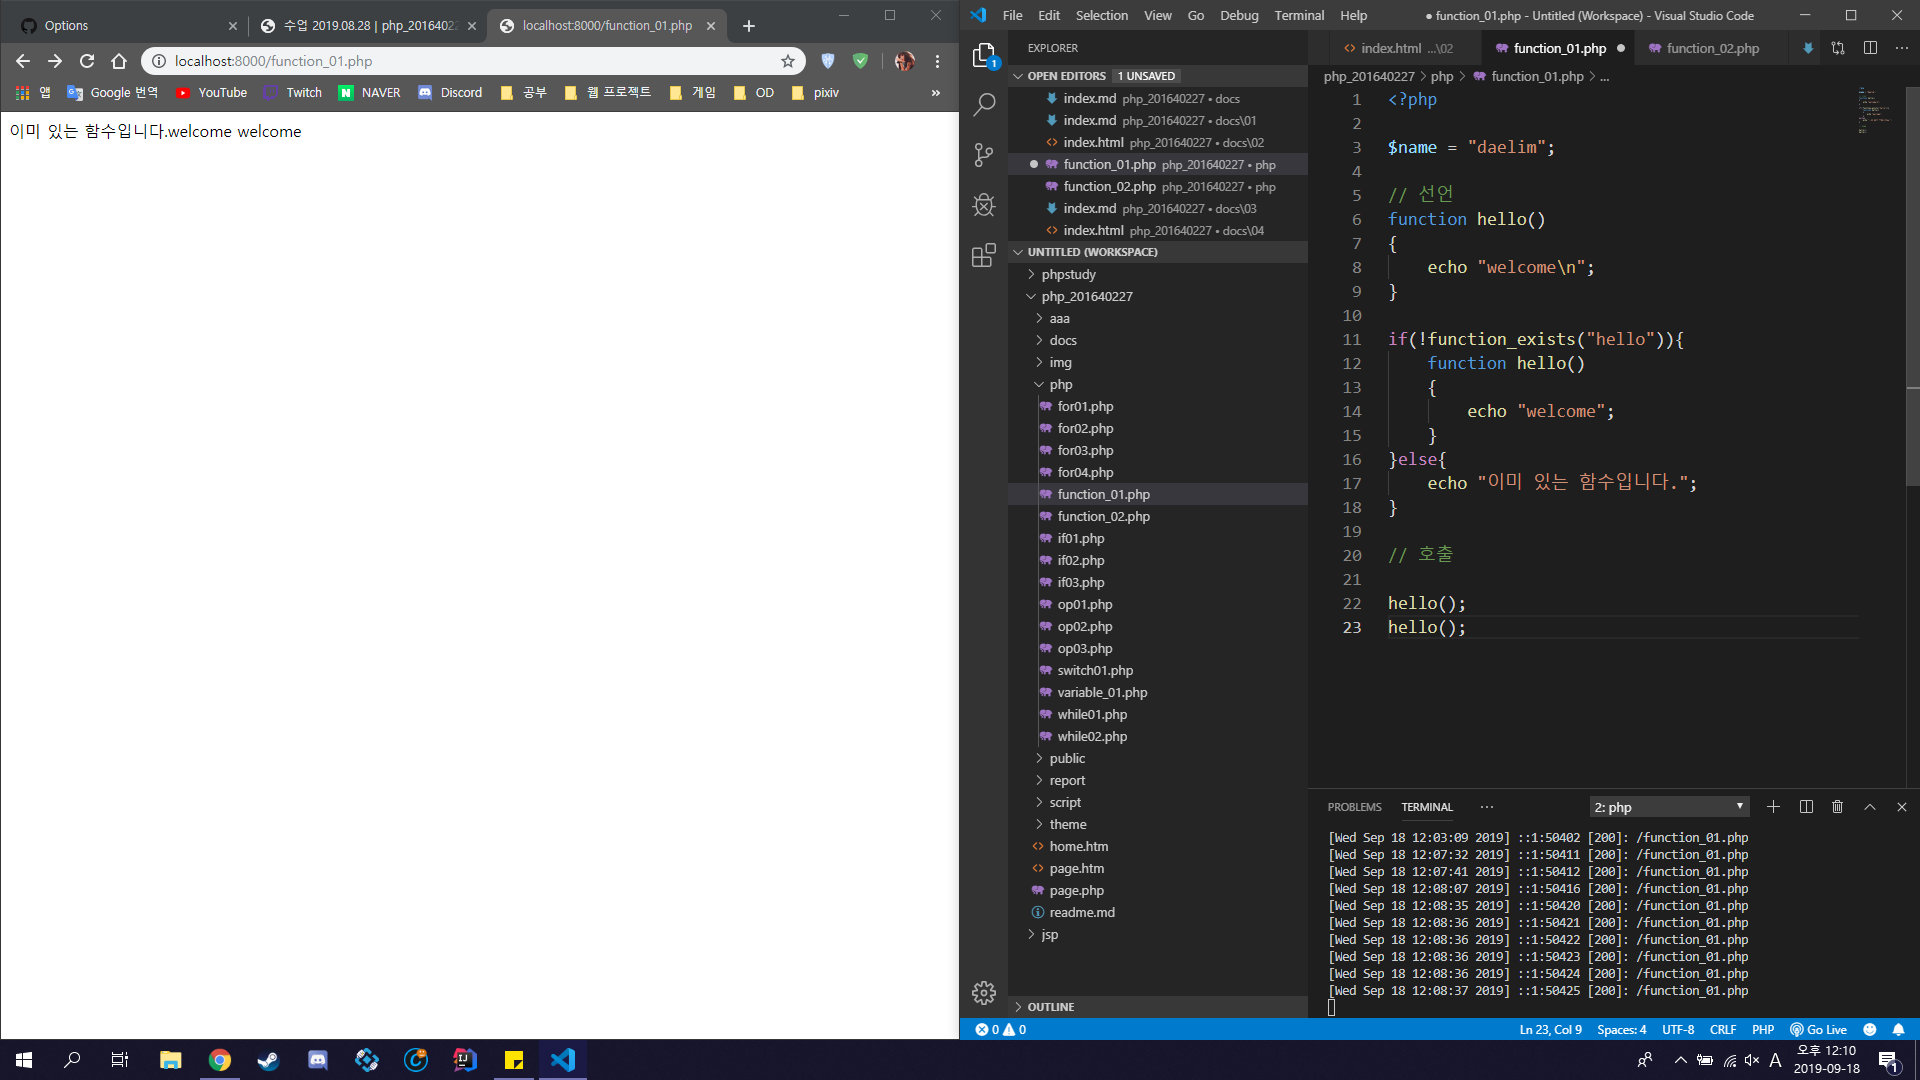 Options
수업 2019.08.28 | php_20164022
localhost:8000/function_01.php
localhost:8000/function_01.php
앱 Google 번역 YouTube Twitch NAVER Discord 공부 웹 프로젝트 게임 OD pixiv »
이미 있는 함수입니다.welcome welcome
File Edit Selection View Go Debug Terminal Help
● function_01.php - Untitled (Workspace) - Visual Studio Code
EXPLORER
OPEN EDITORS 1 UNSAVED
index.md php_201640227 • docs
index.md php_201640227 • docs\01
index.html php_201640227 • docs\02
function_01.php php_201640227 • php
function_02.php php_201640227 • php
index.md php_201640227 • docs\03
index.html php_201640227 • docs\04
UNTITLED (WORKSPACE)
phpstudy
php_201640227
aaa
docs
img
php
for01.php
for02.php
for03.php
for04.php
function_01.php
function_02.php
if01.php
if02.php
if03.php
op01.php
op02.php
op03.php
switch01.php
variable_01.php
while01.php
while02.php
public
report
script
theme
home.htm
page.htm
page.php
readme.md
jsp
OUTLINE
index.html ...\02 function_01.php function_02.php
php_201640227 > php > function_01.php > ...
1 <?php
2
3 $name = "daelim";
4
5 // 선언
6 function hello()
7 {
8 echo "welcome\n";
9 }
10
11 if(!function_exists("hello")){
12 function hello()
13 {
14 echo "welcome";
15 }
16 }else{
17 echo "이미 있는 함수입니다.";
18 }
19
20 // 호출
21
22 hello();
23 hello();
PROBLEMS TERMINAL ··· 2: php
[Wed Sep 18 12:03:09 2019] ::1:50402 [200]: /function_01.php
[Wed Sep 18 12:07:32 2019] ::1:50411 [200]: /function_01.php
[Wed Sep 18 12:07:41 2019] ::1:50412 [200]: /function_01.php
[Wed Sep 18 12:08:07 2019] ::1:50416 [200]: /function_01.php
[Wed Sep 18 12:08:35 2019] ::1:50420 [200]: /function_01.php
[Wed Sep 18 12:08:36 2019] ::1:50421 [200]: /function_01.php
[Wed Sep 18 12:08:36 2019] ::1:50422 [200]: /function_01.php
[Wed Sep 18 12:08:36 2019] ::1:50423 [200]: /function_01.php
[Wed Sep 18 12:08:36 2019] ::1:50424 [200]: /function_01.php
[Wed Sep 18 12:08:37 2019] ::1:50425 [200]: /function_01.php
0 0 Ln 23, Col 9 Spaces: 4 UTF-8 CRLF PHP Go Live
A 오후 12:10
2019-09-18 1